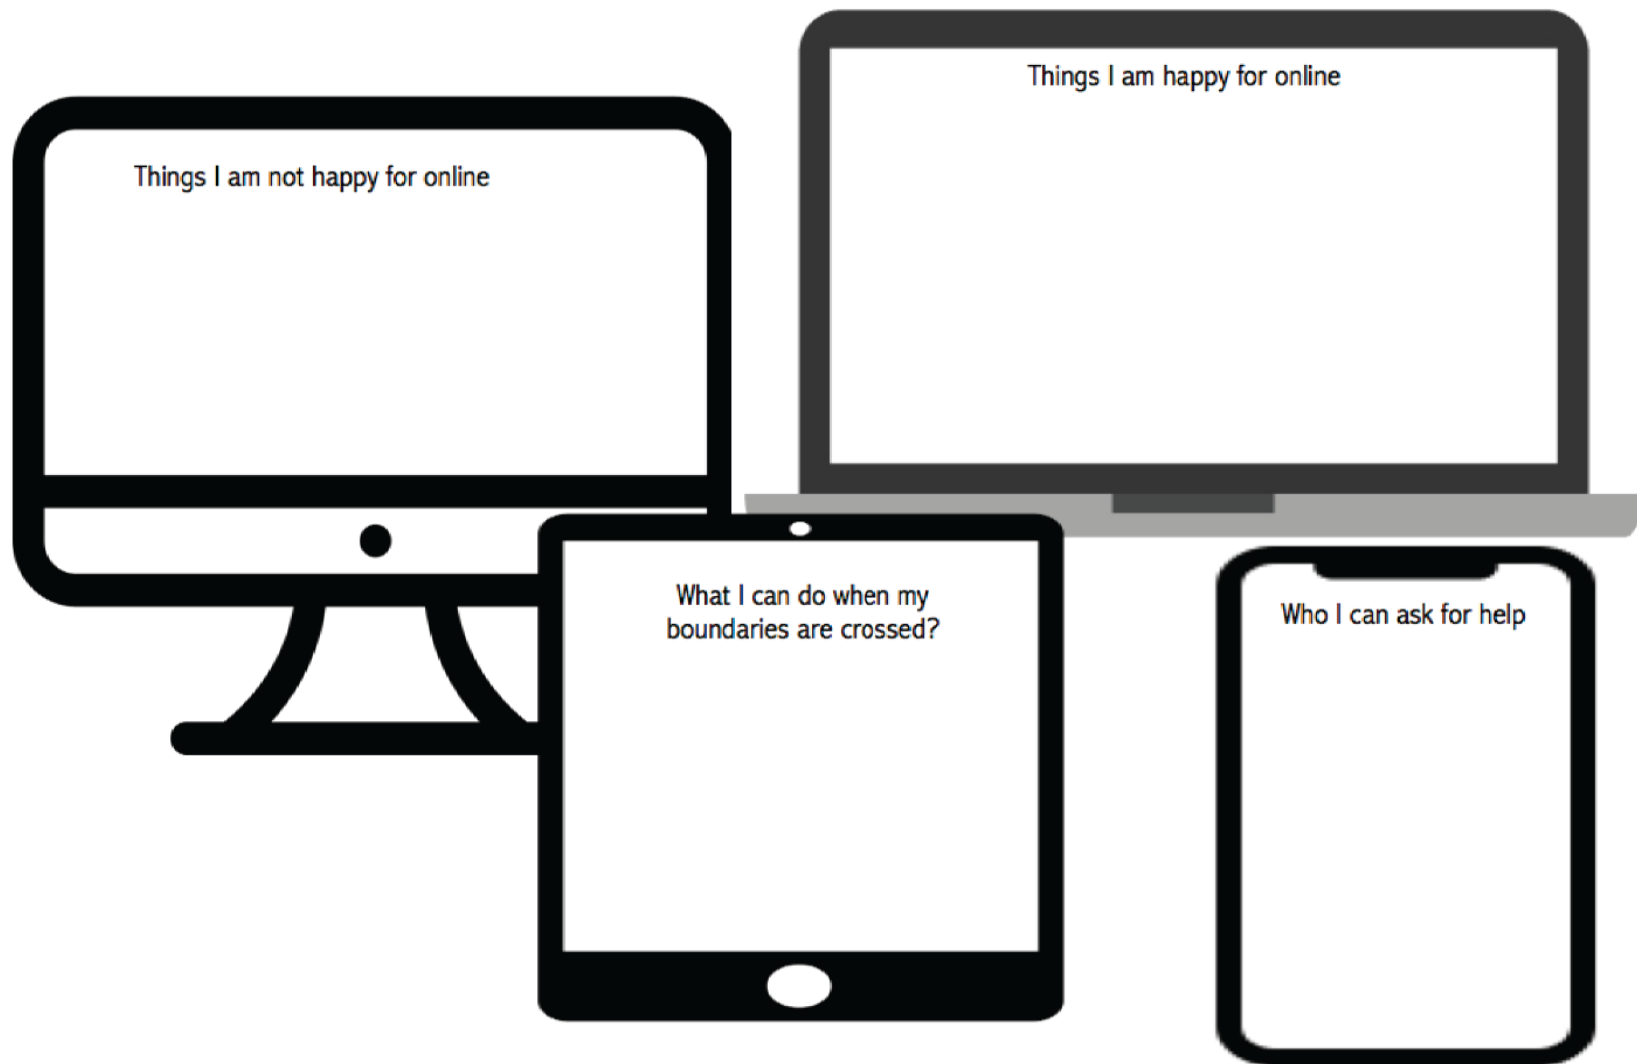 Things I am happy for online
Things I am not happy for online
What I can do when my
boundaries are crossed?
Who I can ask for help